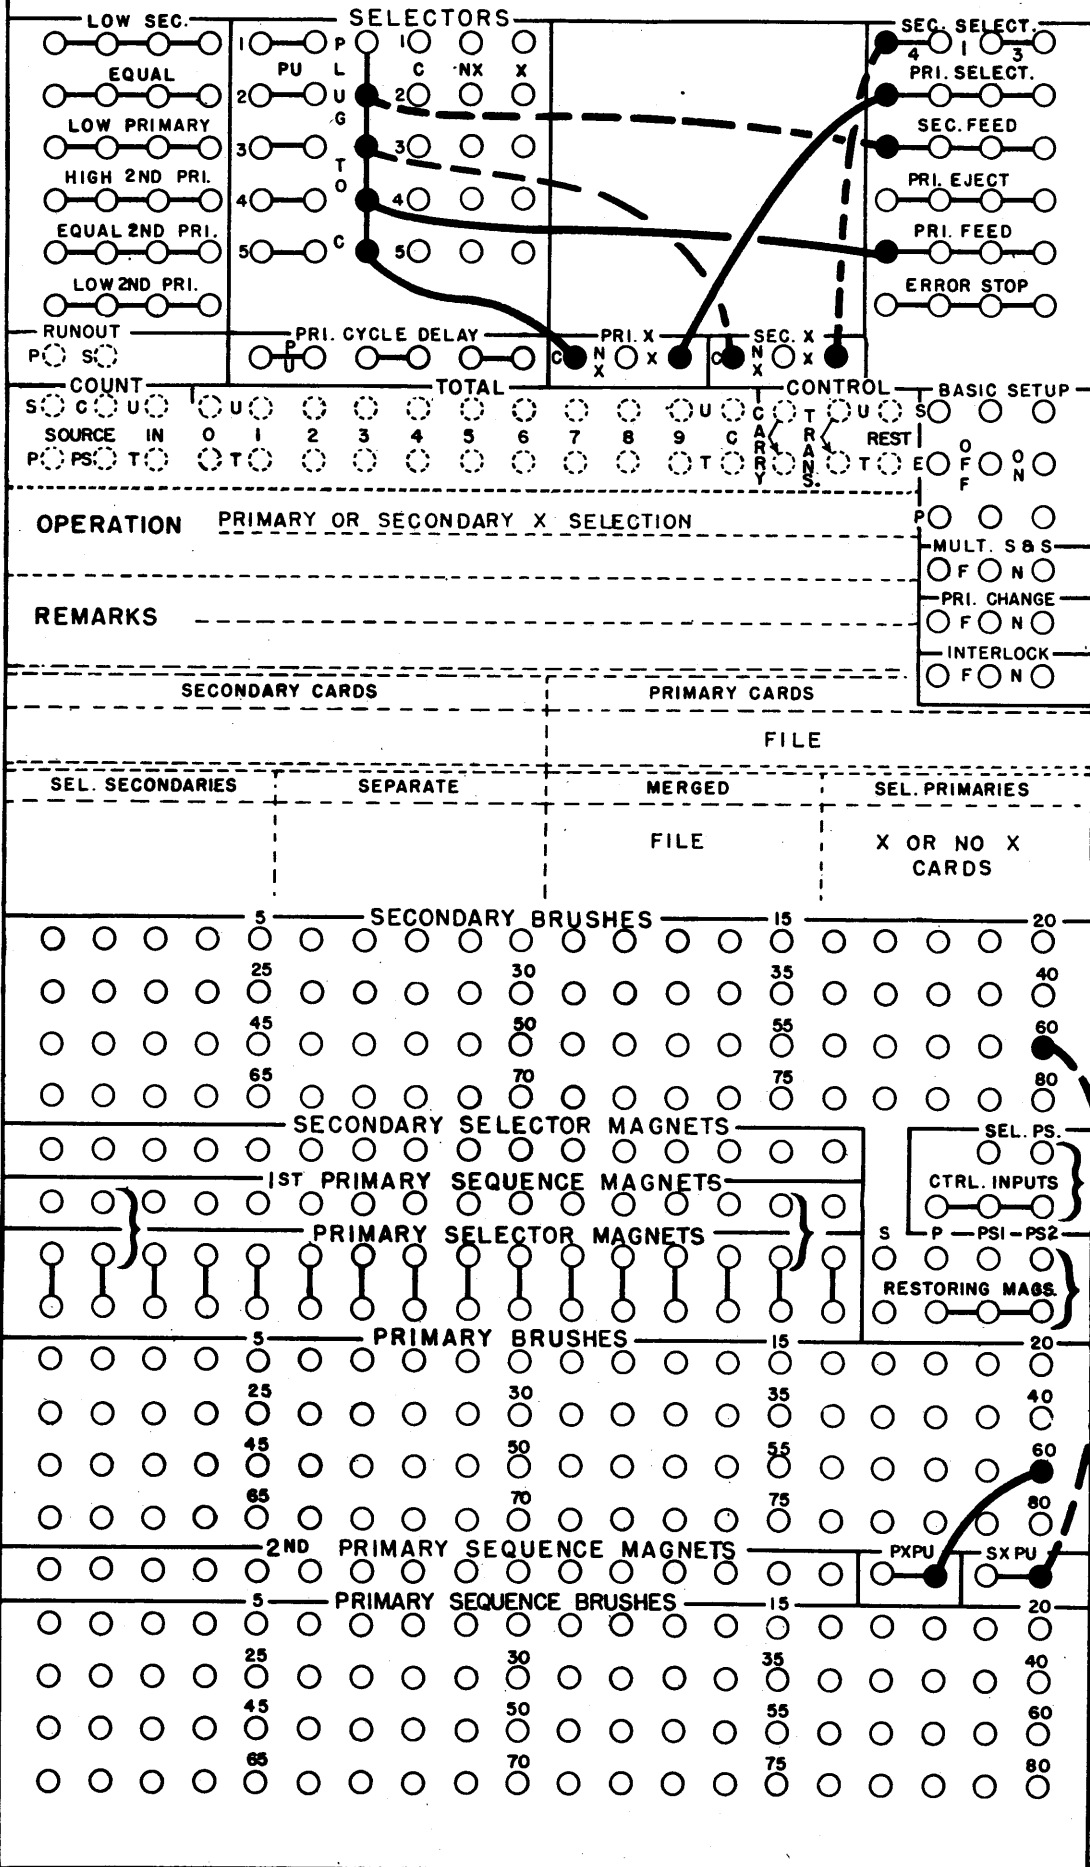 LOW SEC. SELECTORS SEC. SELECT.
1 P 1 4 1 3
EQUAL PU L C NX X PRI. SELECT.
2 U 2
LOW PRIMARY G SEC. FEED
3 3
HIGH 2ND PRI. T PRI. EJECT
4 O 4
EQUAL 2ND PRI. PRI. FEED
5 C 5
LOW 2ND PRI. ERROR STOP
RUNOUT PRI. CYCLE DELAY PRI. X SEC. X
P S PU C NX X C NX X
COUNT TOTAL CONTROL BASIC SETUP
S C U U U C CARRY TRANS. U S
SOURCE IN 0 1 2 3 4 5 6 7 8 9 C REST OFF ON
P PS T T T T E
OPERATION PRIMARY OR SECONDARY X SELECTION P
MULT. S & S
F N
REMARKS PRI. CHANGE
F N
INTERLOCK
F N
SECONDARY CARDS PRIMARY CARDS
FILE
SEL. SECONDARIES SEPARATE MERGED SEL. PRIMARIES
FILE X OR NO X
CARDS
5 SECONDARY BRUSHES 15 20
25 30 35 40
45 50 55 60
65 70 75 80
SECONDARY SELECTOR MAGNETS SEL. PS.
1ST PRIMARY SEQUENCE MAGNETS CTRL. INPUTS
PRIMARY SELECTOR MAGNETS S P PS1 PS2
RESTORING MAGS.
5 PRIMARY BRUSHES 15 20
25 30 35 40
45 50 55 60
65 70 75 80
2ND PRIMARY SEQUENCE MAGNETS PXPU SXPU
5 PRIMARY SEQUENCE BRUSHES 15 20
25 30 35 40
45 50 55 60
65 70 75 80